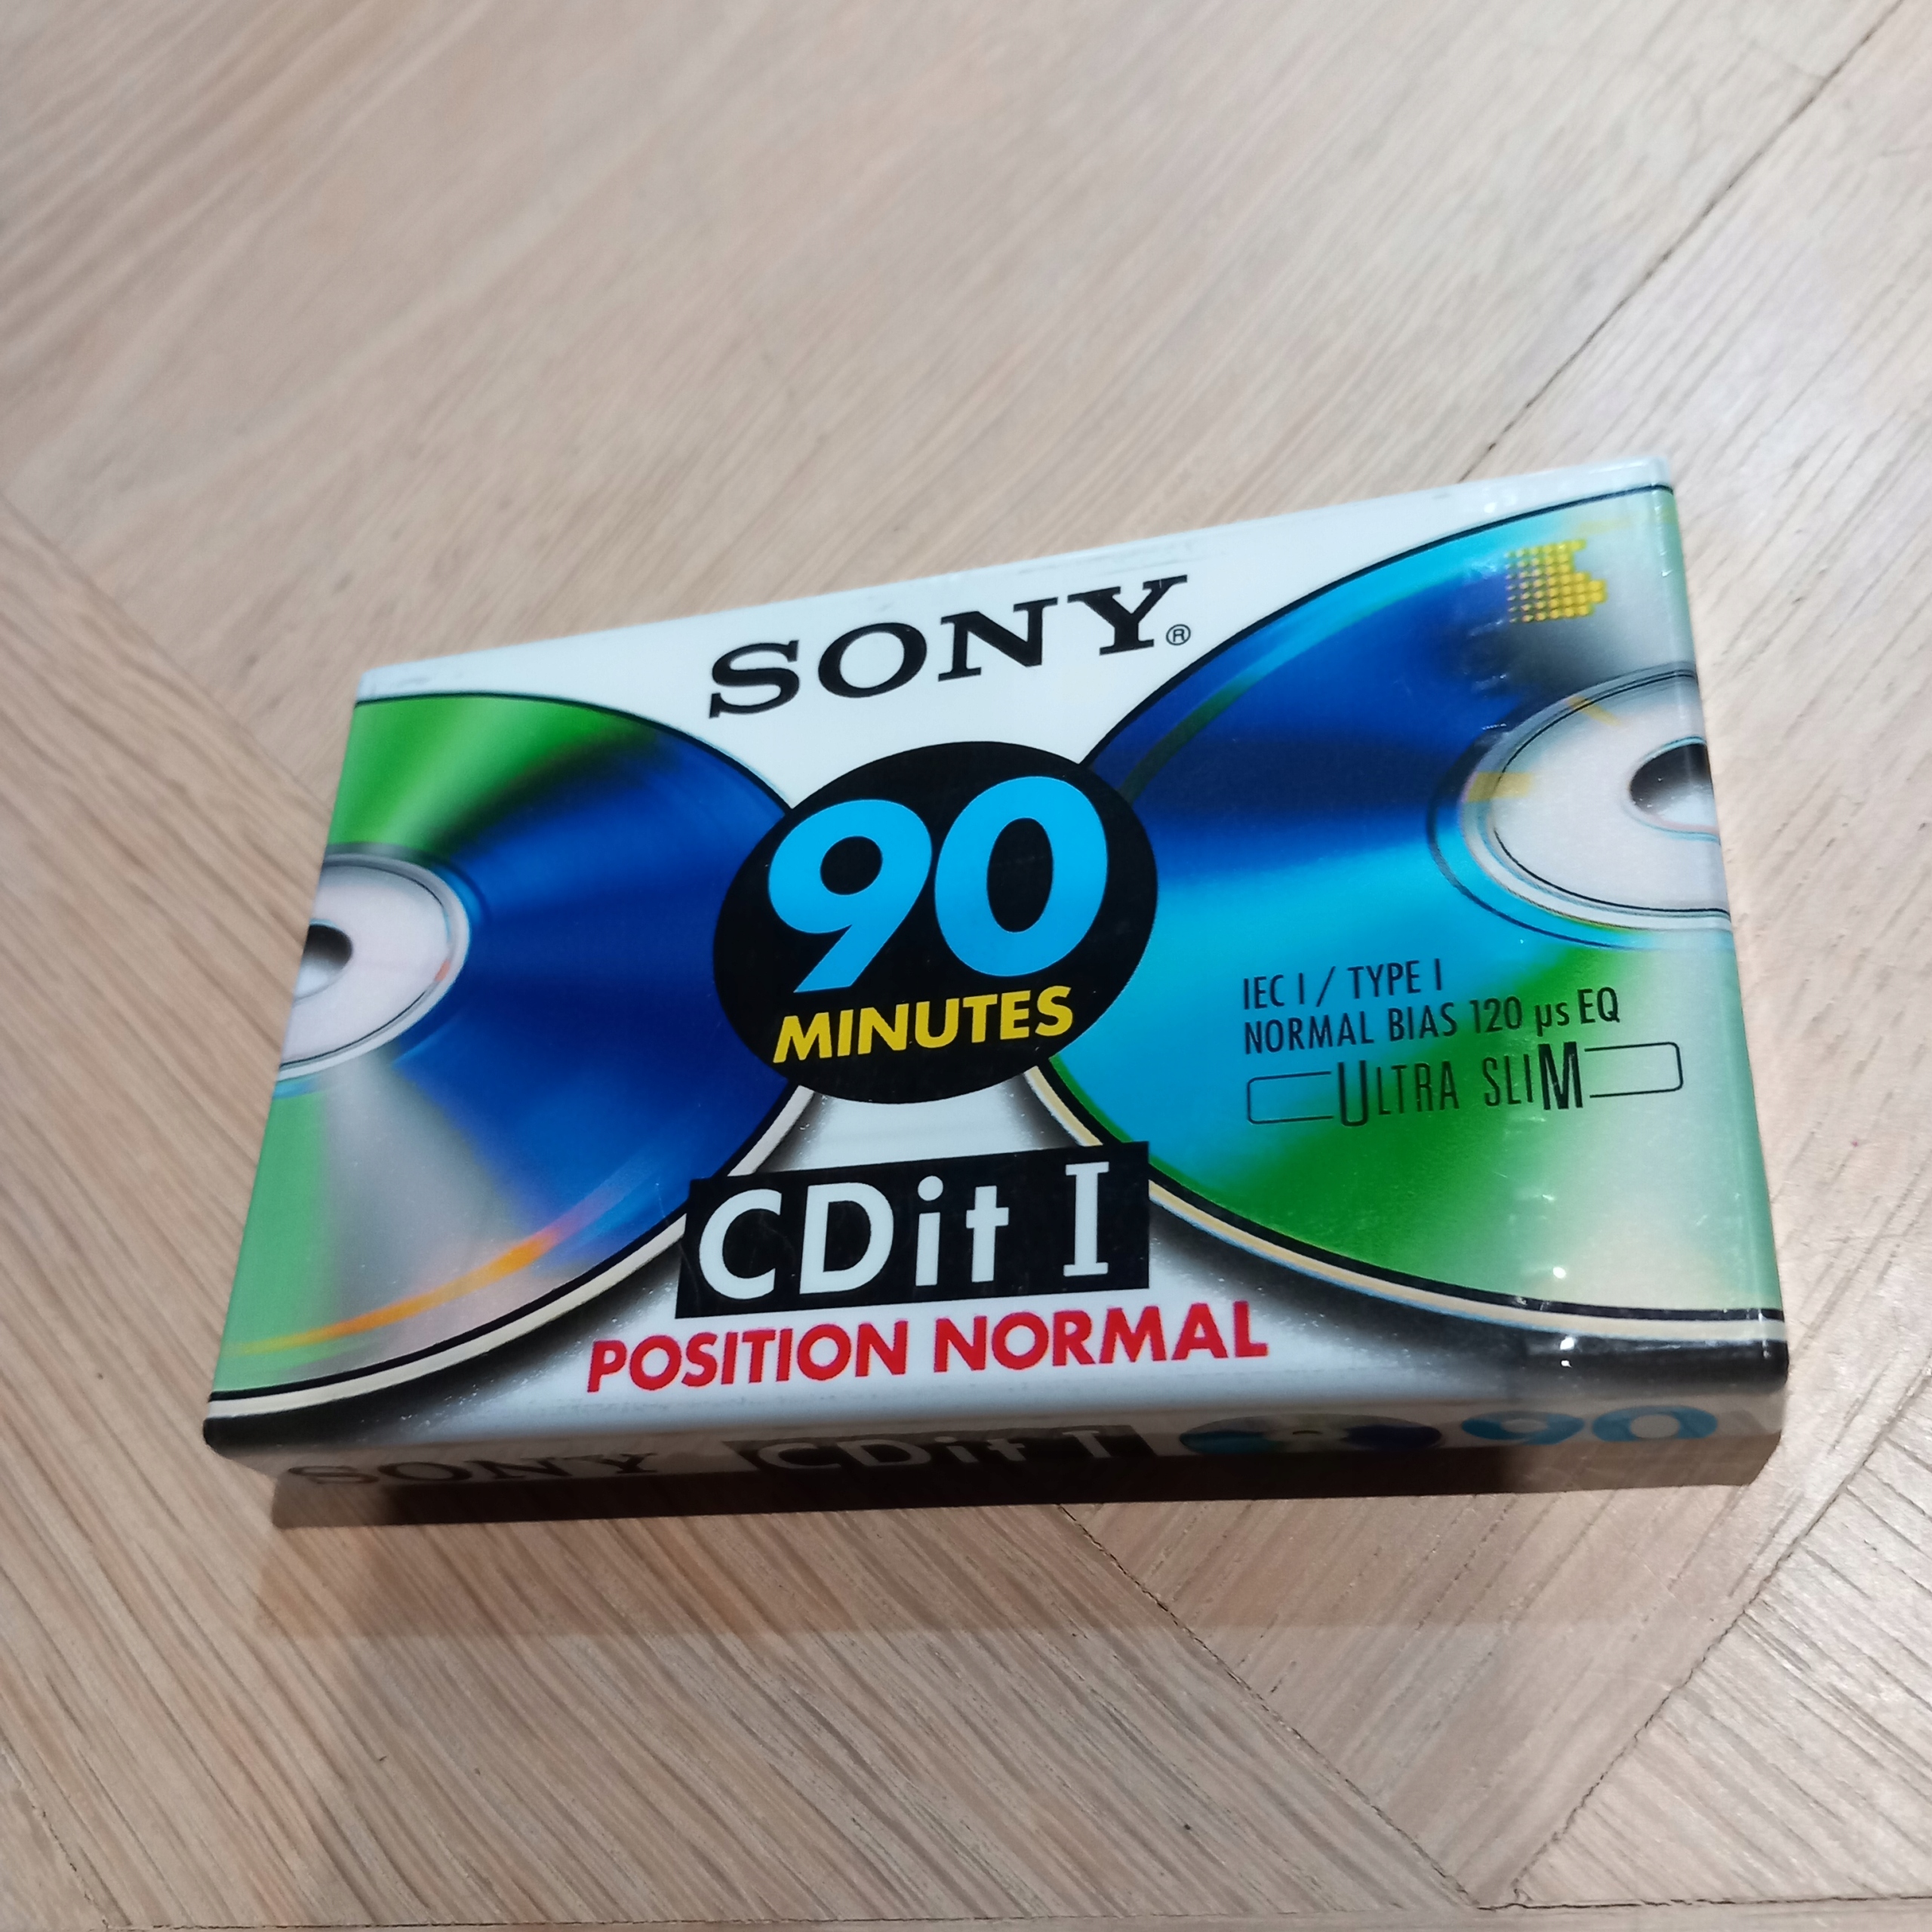 SONY®
90
MINUTES
IEC I / TYPE I
NORMAL BIAS 120 µs EQ
ULTRA SLIM
CDit I
POSITION NORMAL
SONY CDit I 90